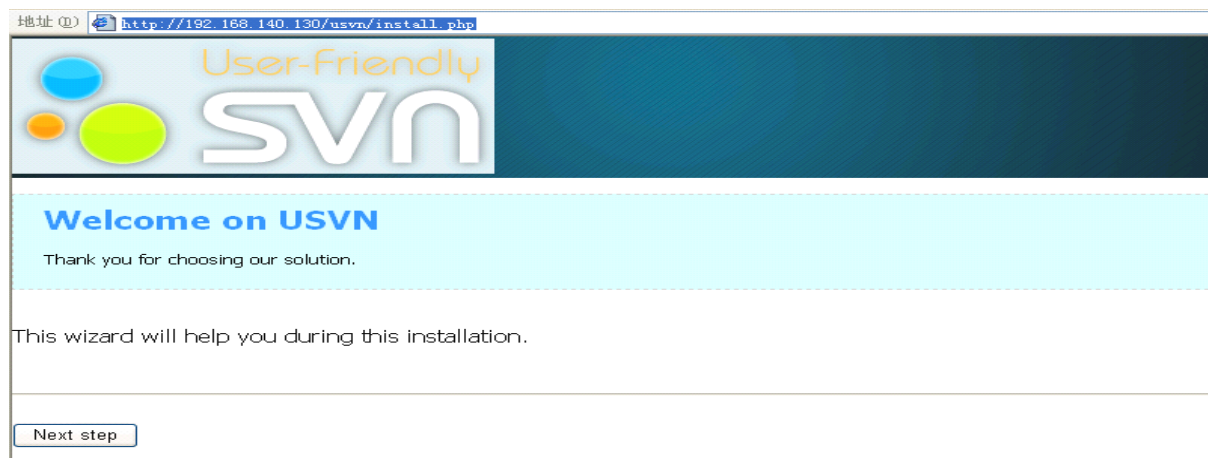 地址(D) http://192.168.140.130/usvn/install.php
User-Friendly
SVN
Welcome on USVN
Thank you for choosing our solution.
This wizard will help you during this installation.
Next step